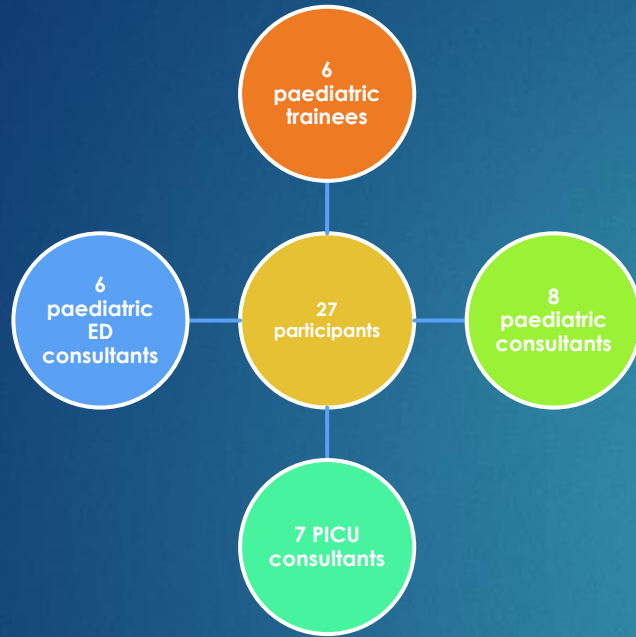 6
paediatric
trainees
6
paediatric
ED
consultants
27
participants
8
paediatric
consultants
7 PICU
consultants